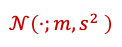 𝒩(·; m, s² )